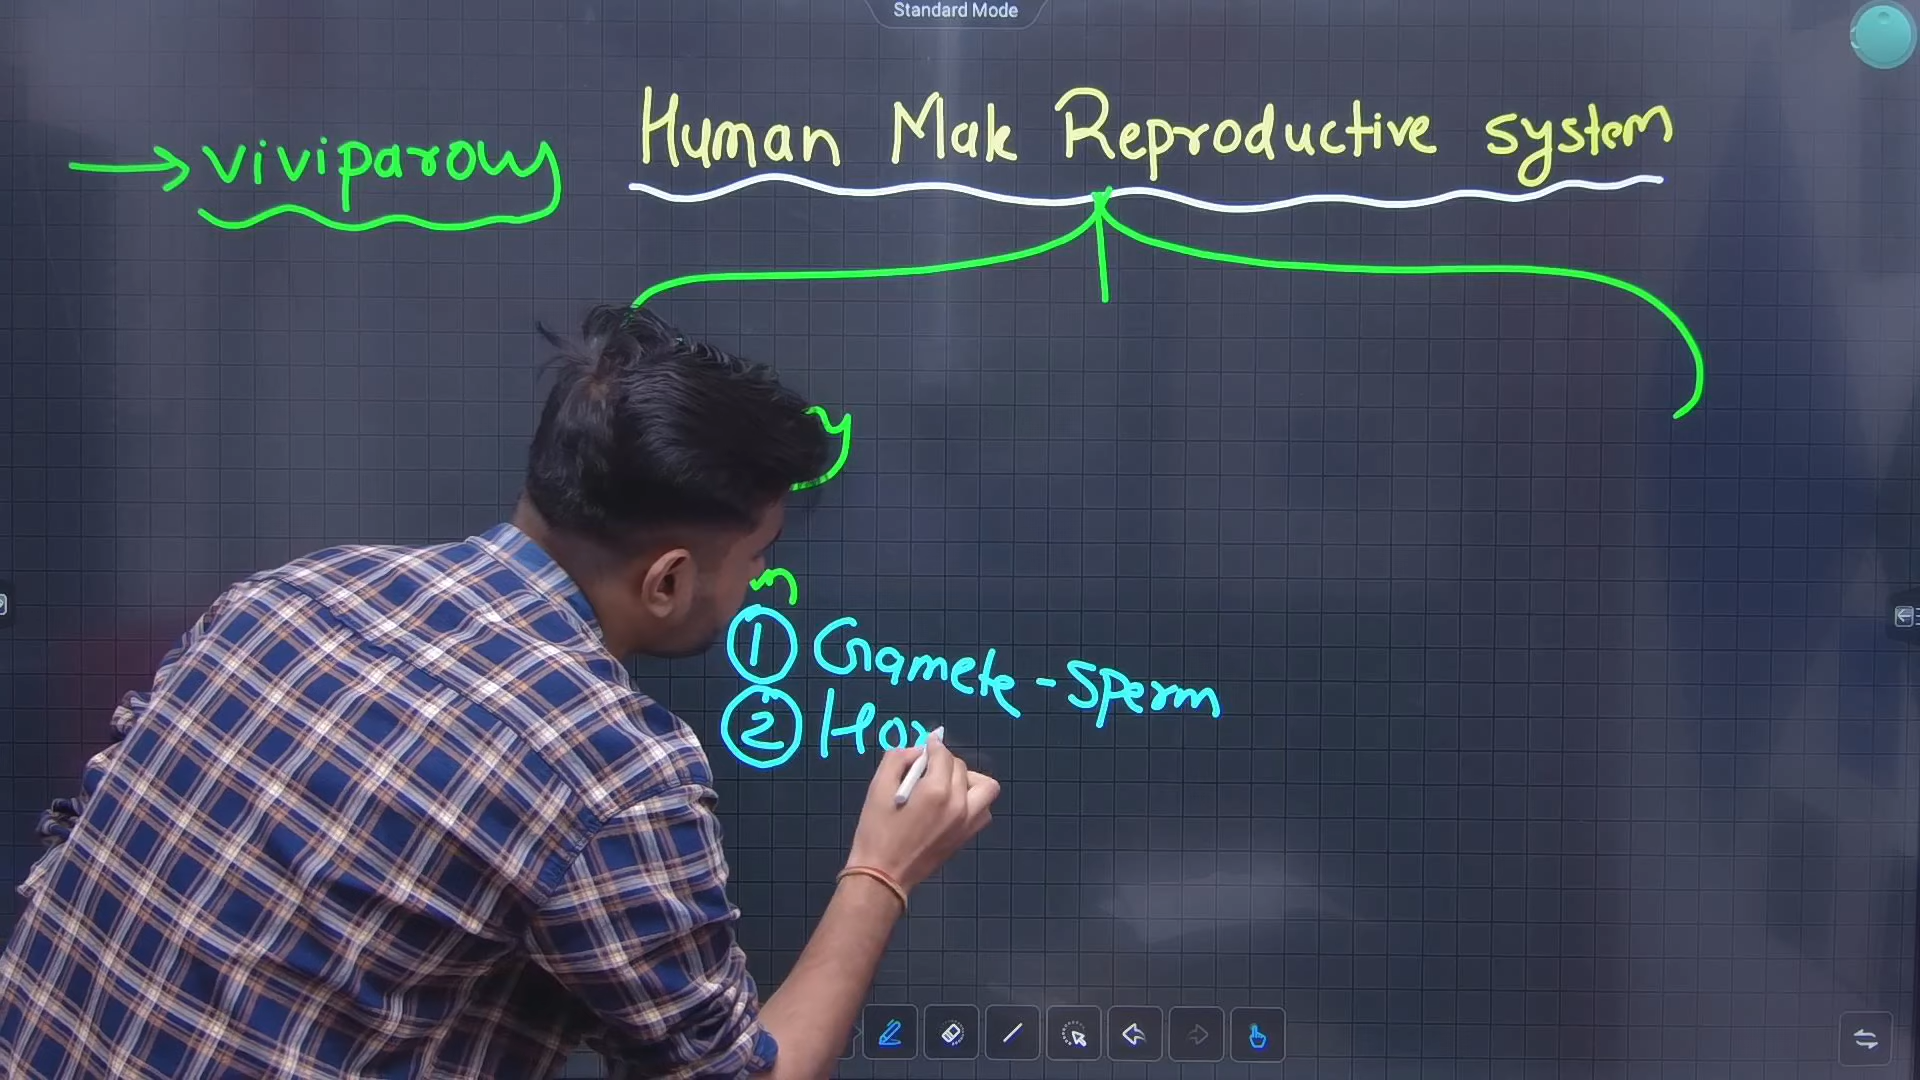 Standard Mode
Human Male Reproductive system
→ viviparous
① Gamete - Sperm
② Hor